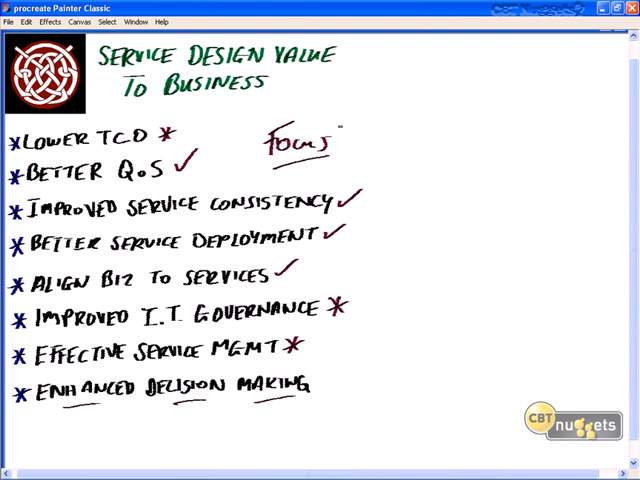 procreate Painter Classic
CBT Nuggets
File Edit Effects Canvas Window Help
SERVICE DESIGN VALUE
TO BUSINESS
* LOWER TCO *
FOCUS
* BETTER QoS ✓
* IMPROVED SERVICE CONSISTENCY ✓
* BETTER SERVICE DEPLOYMENT ✓
* ALIGN BIZ TO SERVICES ✓
* IMPROVED I.T. GOVERNANCE *
* EFFECTIVE SERVICE MGMT *
* ENHANCED DECISION MAKING
CBT nuggets